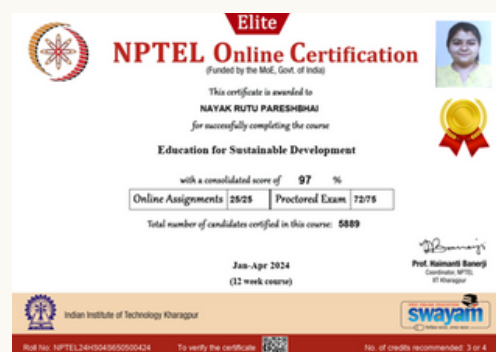 Elite
NPTEL Online Certification
(Funded by the MoE, Govt. of India)
This certificate is awarded to
NAYAK RUTU PARESHBHAI
for successfully completing the course
Education for Sustainable Development
with a consolidated score of 97 %
Online Assignments 25/25 Proctored Exam 72/75
Total number of candidates certified in this course: 5889
Jan-Apr 2024
(12 week course)
Prof. Haimanti Banerji
Coordinator, NPTEL
IIT Kharagpur
Indian Institute of Technology Kharagpur
swayam
Roll No: NPTEL24HS04S650500424
To verify the certificate
No. of credits recommended: 3 or 4